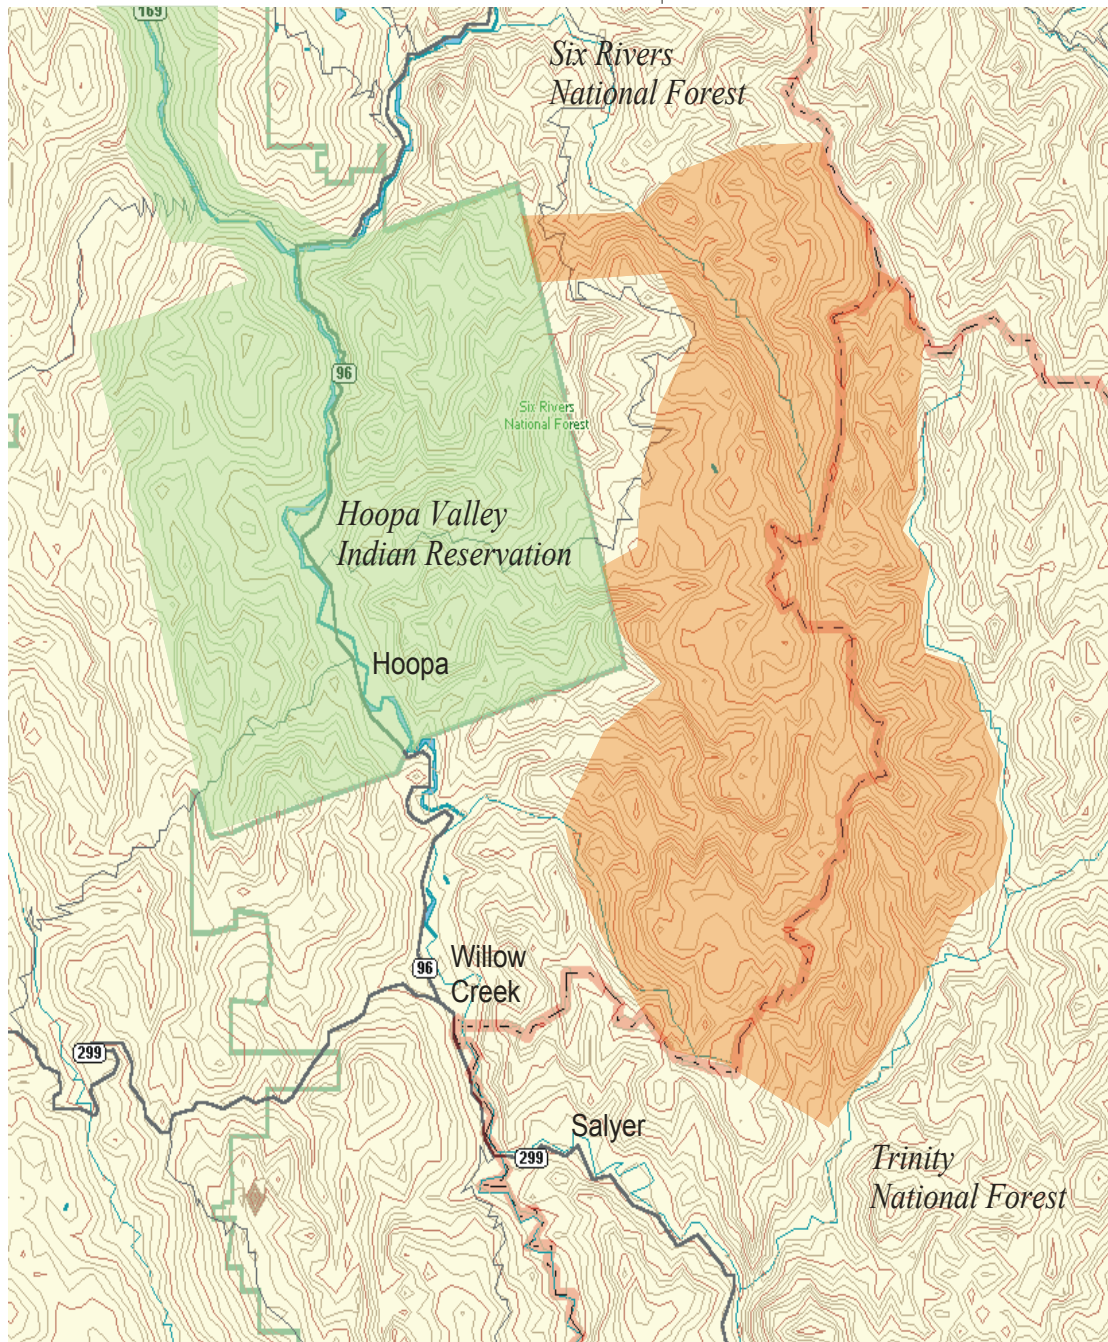 169
Six Rivers
National Forest
96
Six Rivers
National Forest
Hoopa Valley
Indian Reservation
Hoopa
Willow
Creek
96
299
Salyer
299
Trinity
National Forest